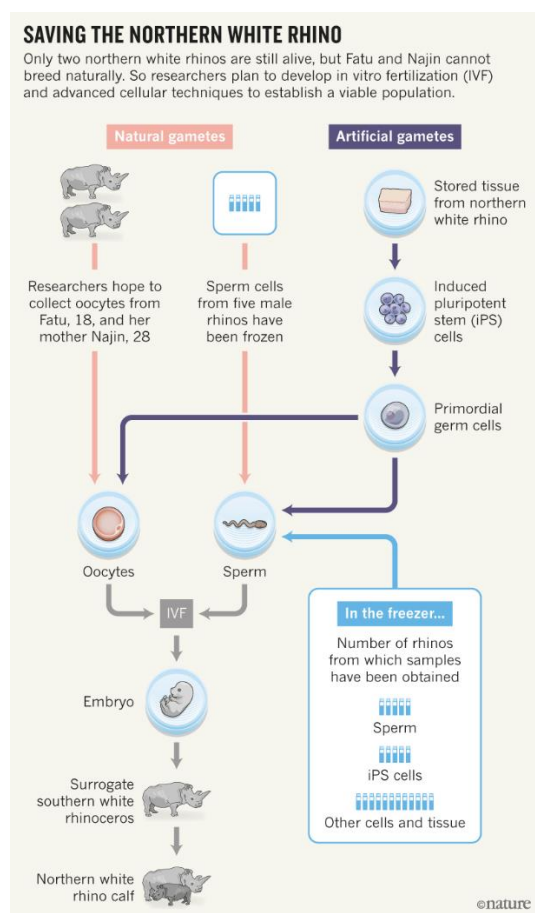 SAVING THE NORTHERN WHITE RHINO
Only two northern white rhinos are still alive, but Fatu and Najin cannot
breed naturally. So researchers plan to develop in vitro fertilization (IVF)
and advanced cellular techniques to establish a viable population.
Natural gametes
Artificial gametes
Researchers hope to
collect oocytes from
Fatu, 18, and her
mother Najin, 28
Sperm cells
from five male
rhinos have
been frozen
Stored tissue
from northern
white rhino
Induced
pluripotent
stem (iPS)
cells
Primordial
germ cells
Oocytes
Sperm
IVF
Embryo
Surrogate
southern white
rhinoceros
Northern white
rhino calf
In the freezer...
Number of rhinos
from which samples
have been obtained
Sperm
iPS cells
Other cells and tissue
©nature